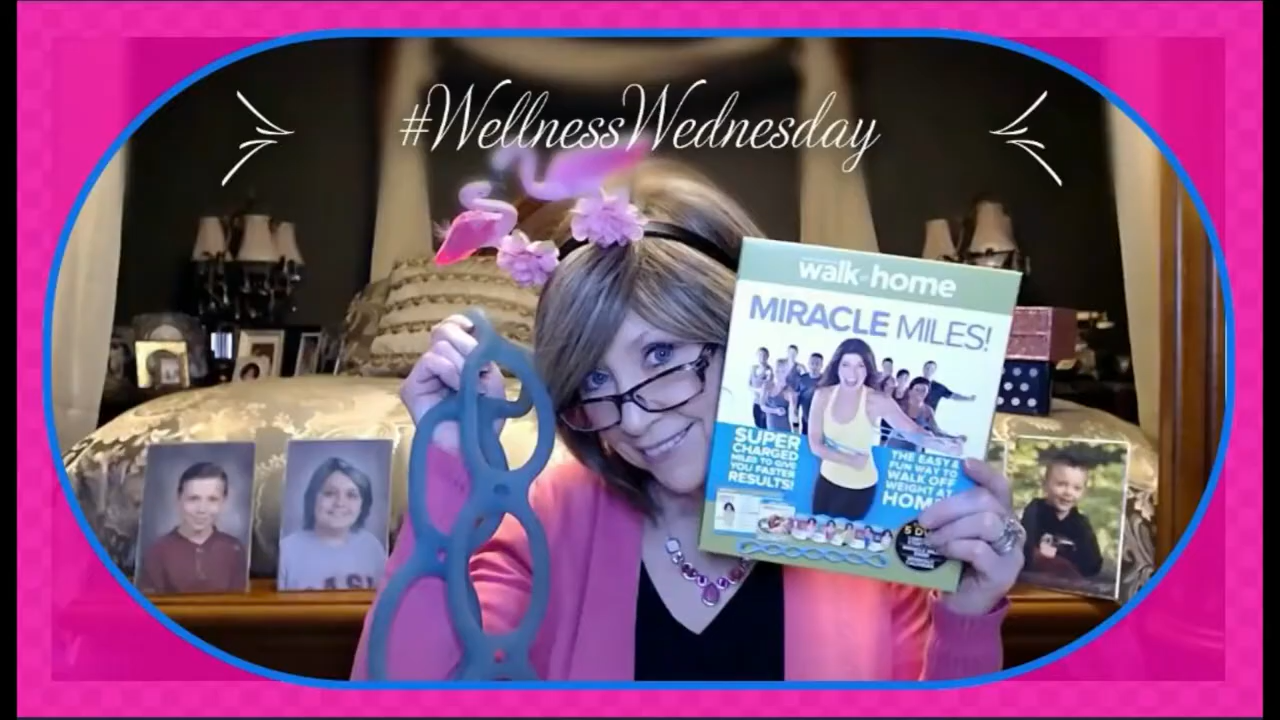 #WellnessWednesday
walk at home
MIRACLE MILES!
SUPER
CHARGED
MILES TO GIVE
YOU FASTER
RESULTS!
THE EASY &
FUN WAY TO
WALK OFF
WEIGHT AT
HOME
5 D